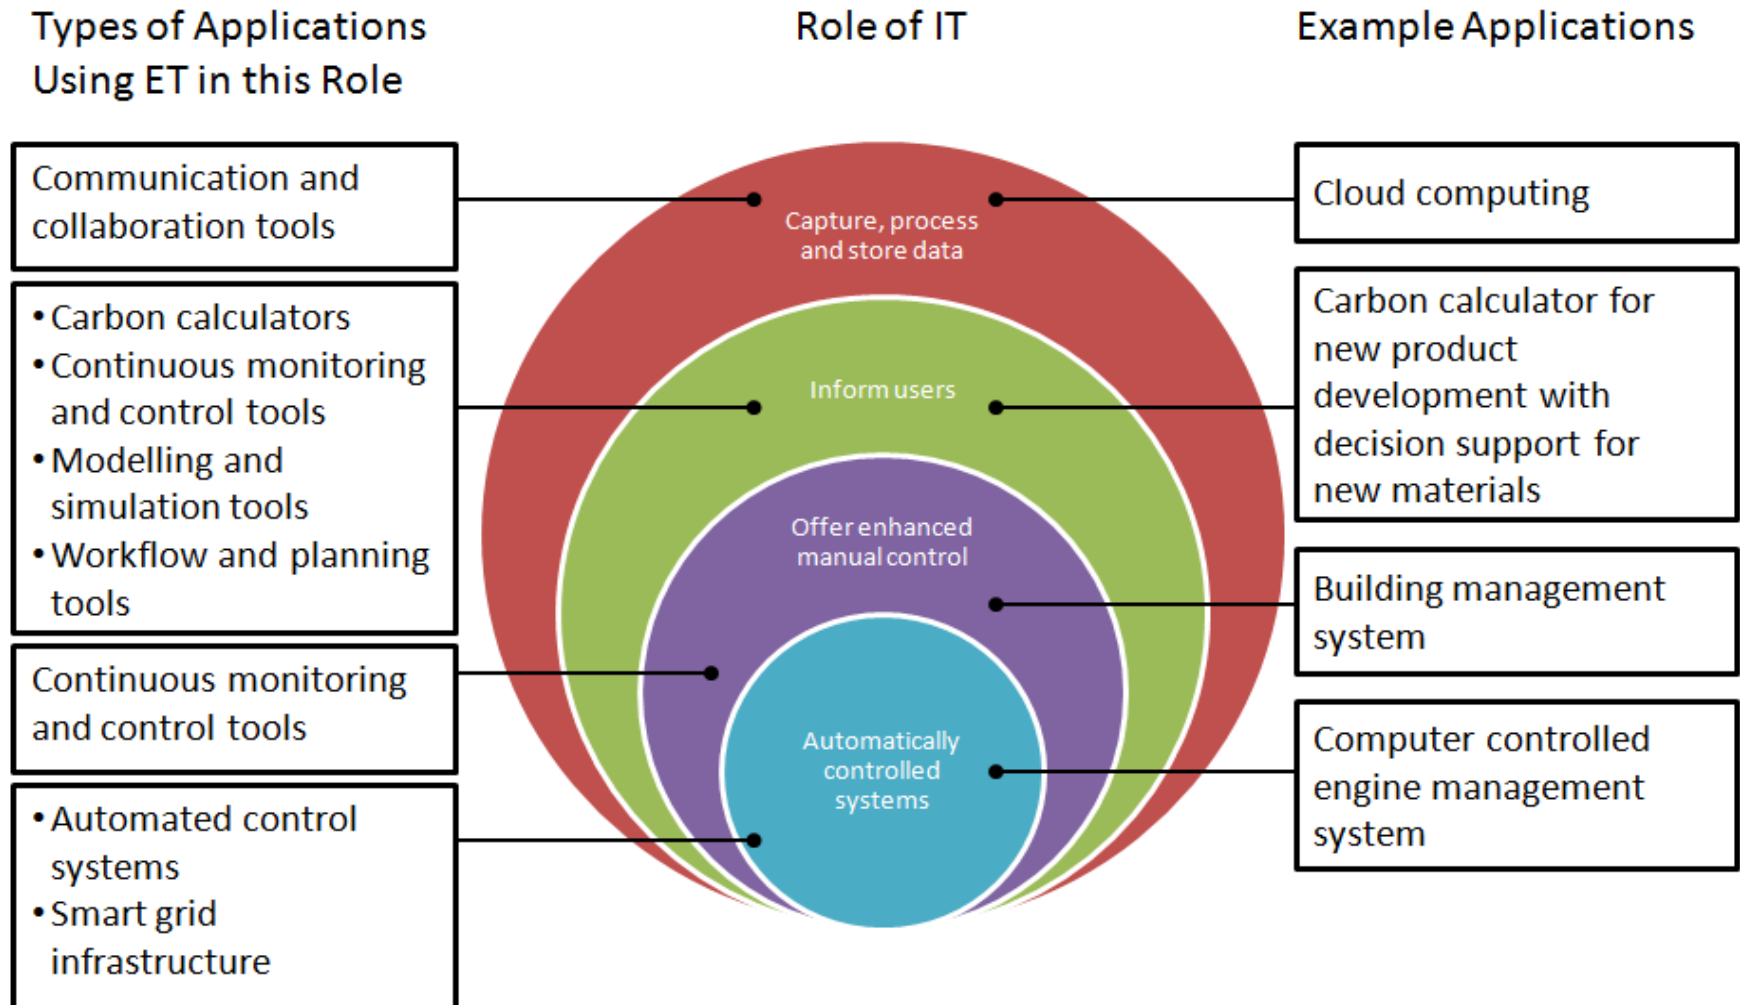 Types of Applications
Using ET in this Role
Role of IT
Example Applications
Communication and
collaboration tools
• Carbon calculators
• Continuous monitoring
and control tools
• Modelling and
simulation tools
• Workflow and planning
tools
Continuous monitoring
and control tools
• Automated control
systems
• Smart grid
infrastructure
Capture, process
and store data
Inform users
Offer enhanced
manual control
Automatically
controlled
systems
Cloud computing
Carbon calculator for
new product
development with
decision support for
new materials
Building management
system
Computer controlled
engine management
system